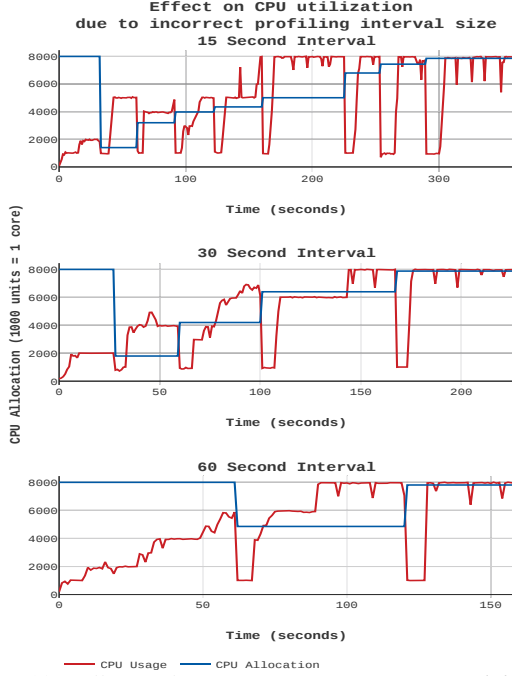 Effect on CPU utilization
due to incorrect profiling interval size
15 Second Interval
8000
6000
4000
2000
0
0 100 200 300
Time (seconds)
CPU Allocation (1000 units = 1 core)
30 Second Interval
8000
6000
4000
2000
0
0 50 100 150 200
Time (seconds)
60 Second Interval
8000
6000
4000
2000
0
0 50 100 150
Time (seconds)
CPU Usage CPU Allocation